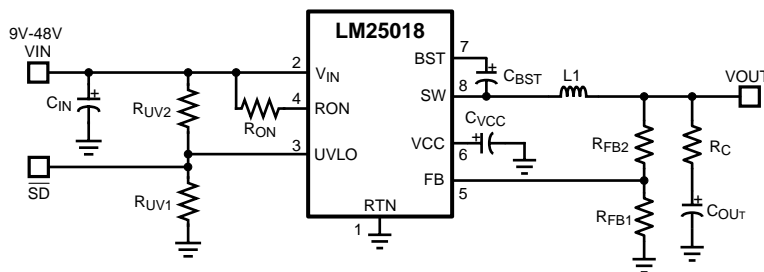 LM25018
9V-48V
VIN
7
BST
VOUT
2
VIN
CBST
L1
8
SW
CIN
4
RON
RUV2
RON
CVCC
RFB2
RC
3
UVLO
VCC
6
SD
FB
5
RUV1
RTN
1
RFB1
COUT